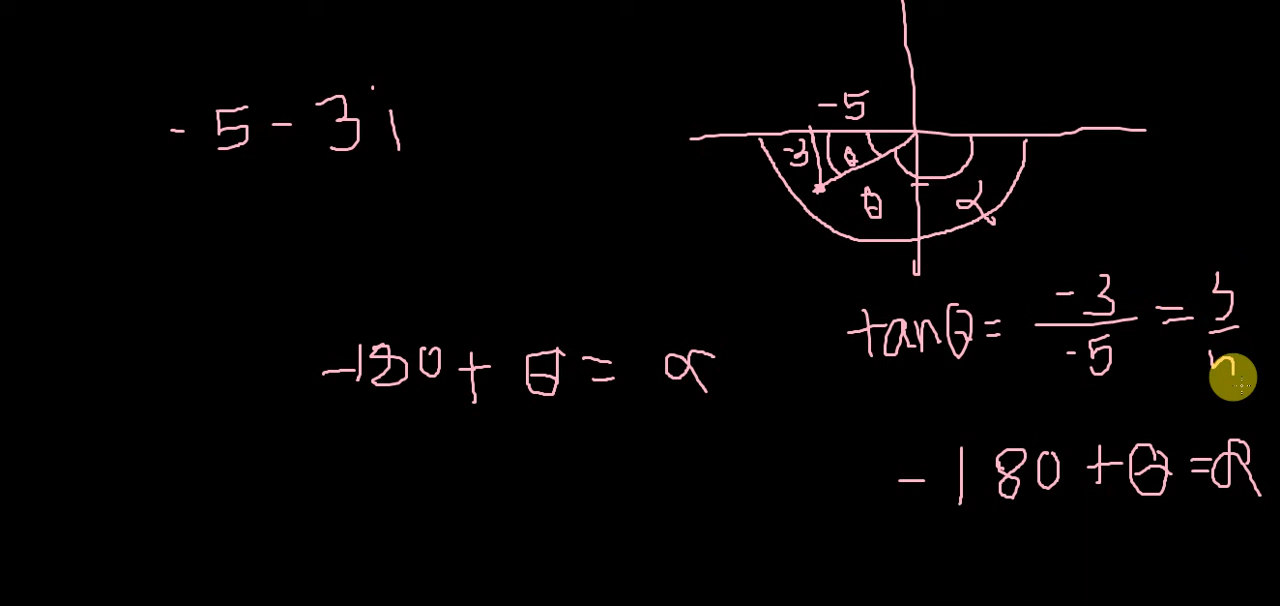 -5-3i
-5
-3 θ
θ α
tanθ = -3/-5 = 3/5
-180 + θ = α
-180 + θ = α